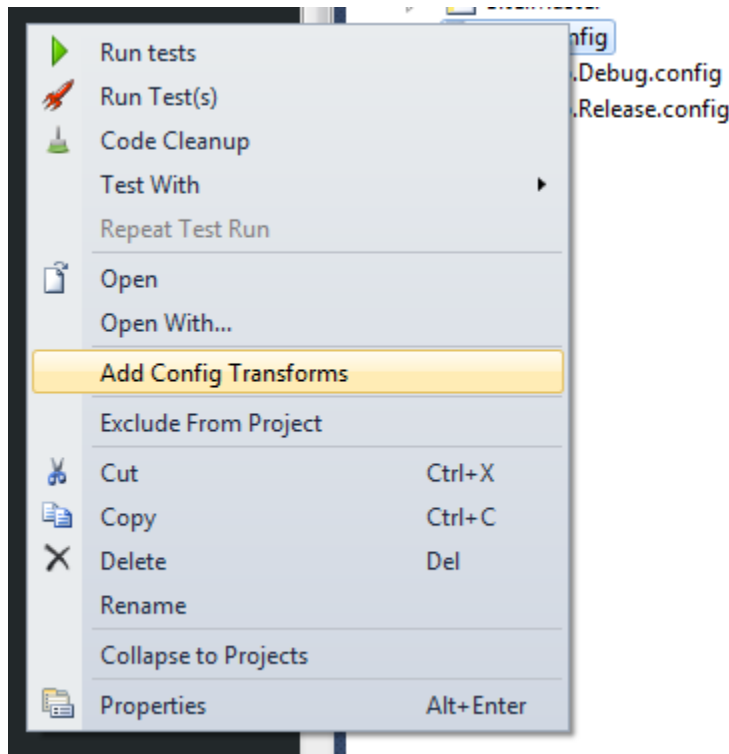 Run tests
Run Test(s)
Code Cleanup
Test With
Repeat Test Run
Open
Open With...
Add Config Transforms
Exclude From Project
Cut Ctrl+X
Copy Ctrl+C
Delete Del
Rename
Collapse to Projects
Properties Alt+Enter
nfig
.Debug.config
.Release.config